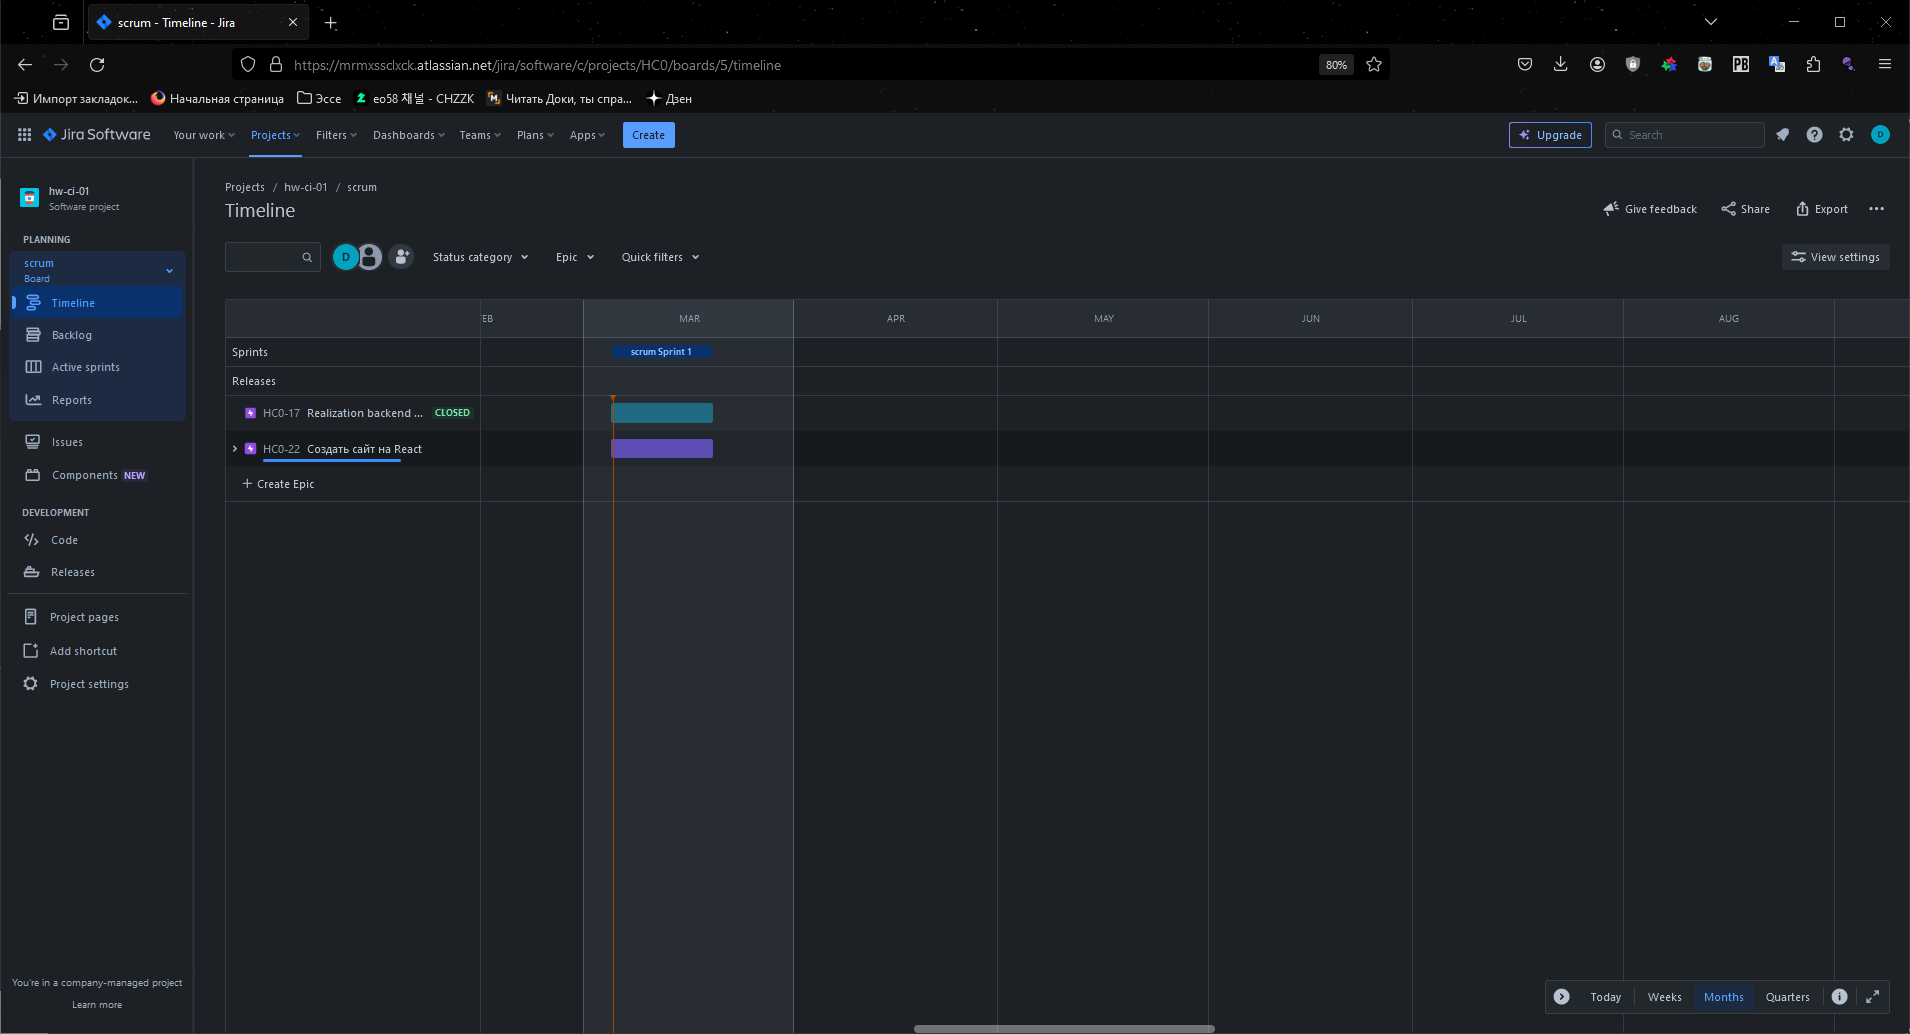 scrum - Timeline - Jira
https://mrmxssclxck.atlassian.net/jira/software/c/projects/HC0/boards/5/timeline
80%
Импорт закладок...
Начальная страница
Эссе
eo58 채널 - CHZZK
Читать Доки, ты спра...
Дзен
Jira Software
Your work
Projects
Filters
Dashboards
Teams
Plans
Apps
Create
Upgrade
Search
D
hw-ci-01
Software project
PLANNING
scrum
Board
Timeline
Backlog
Active sprints
Reports
Issues
Components NEW
DEVELOPMENT
Code
Releases
Project pages
Add shortcut
Project settings
You're in a company-managed project
Learn more
Projects / hw-ci-01 / scrum
Timeline
Give feedback
Share
Export
D
Status category
Epic
Quick filters
View settings
EB
MAR
APR
MAY
JUN
JUL
AUG
Sprints
scrum Sprint 1
Releases
HC0-17 Realization backend ... CLOSED
HC0-22 Создать сайт на React
+ Create Epic
Today
Weeks
Months
Quarters